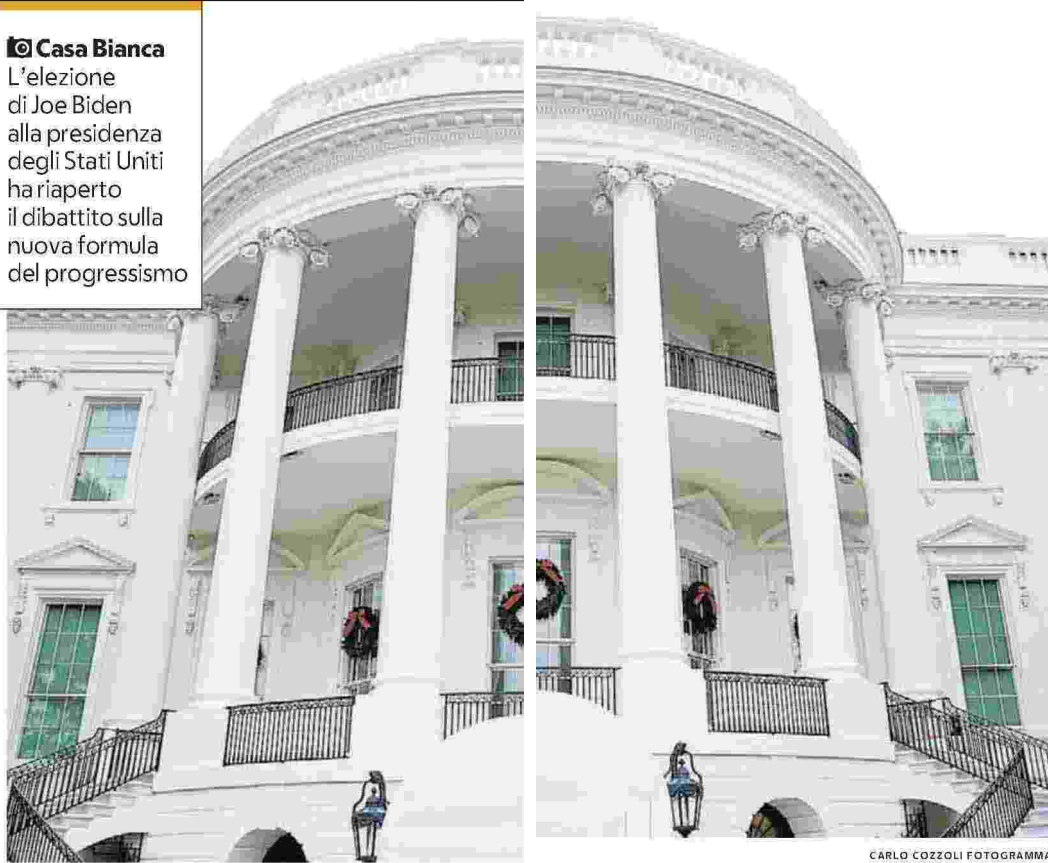 Casa Bianca
L'elezione
di Joe Biden
alla presidenza
degli Stati Uniti
ha riaperto
il dibattito sulla
nuova formula
del progressismo
CARLO COZZOLI FOTOGRAMMA